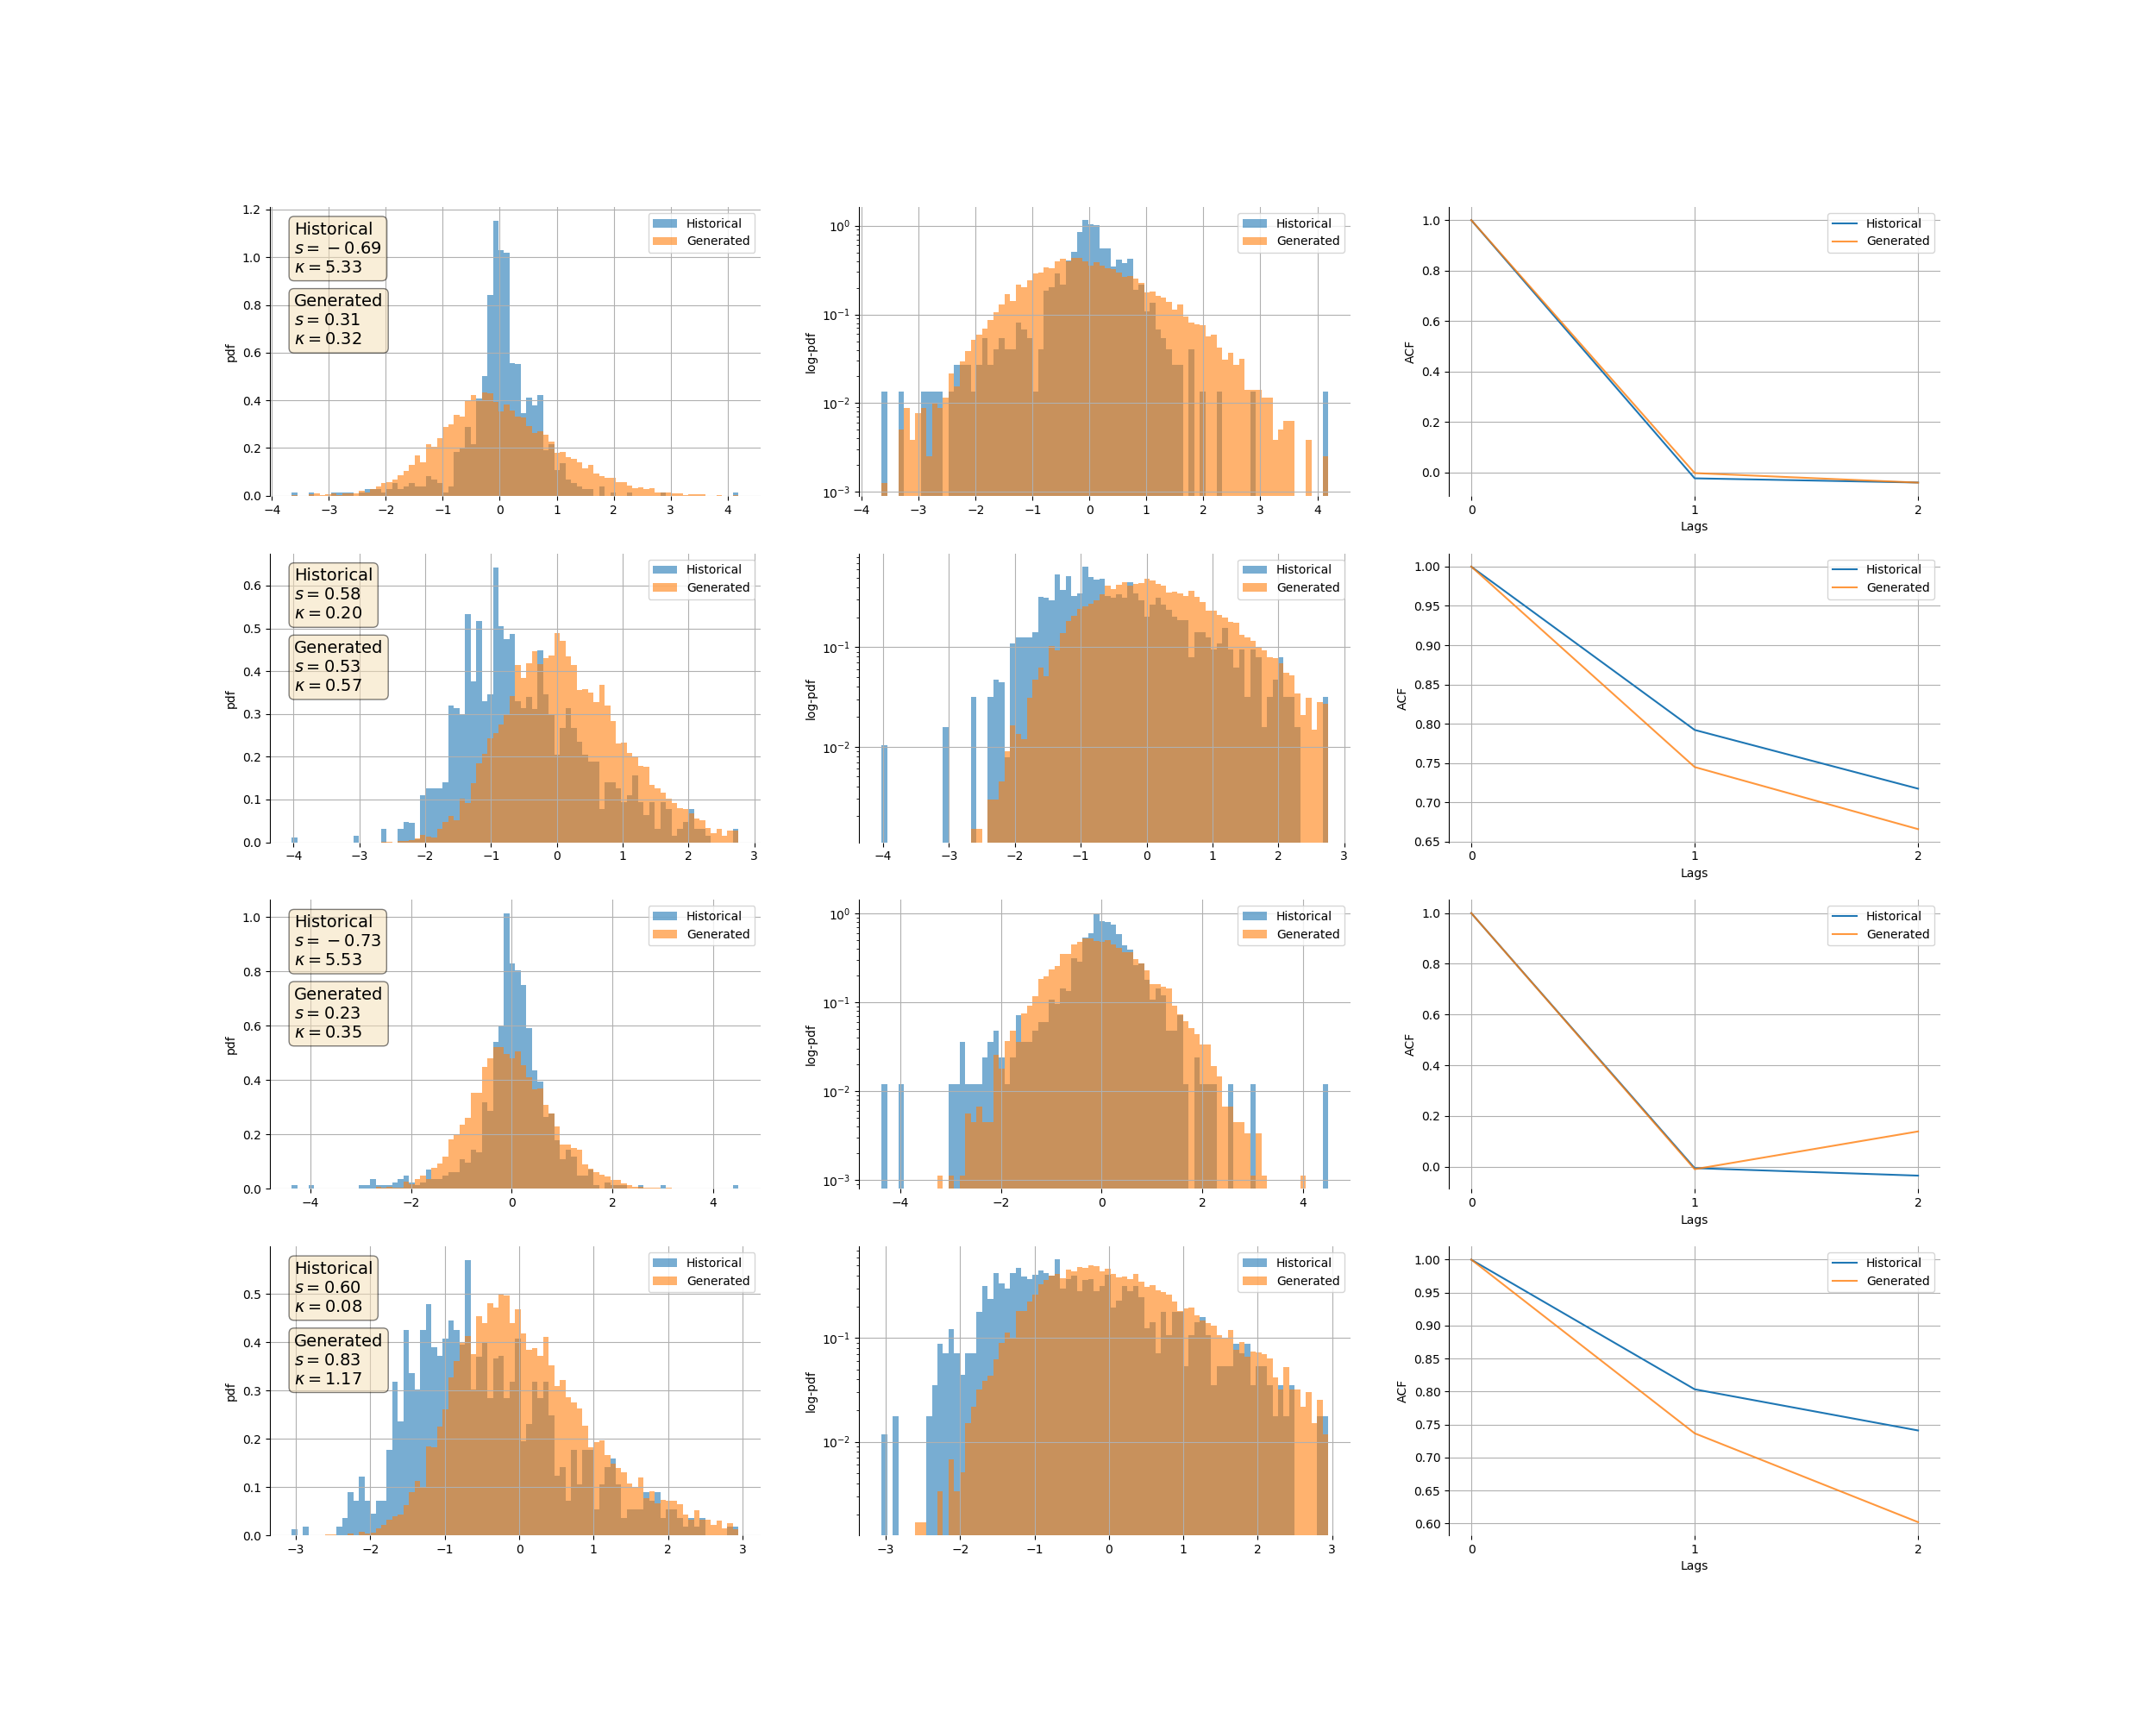 1.2
1.0
0.8
0.6
0.4
0.2
0.0
pdf
Historical
s = −0.69
κ = 5.33
Generated
s = 0.31
κ = 0.32
Historical
Generated
−4 −3 −2 −1 0 1 2 3 4
10^0
10^−1
10^−2
10^−3
log-pdf
Historical
Generated
−4 −3 −2 −1 0 1 2 3 4
1.0
0.8
0.6
0.4
0.2
0.0
ACF
Historical
Generated
0 1 2
Lags
0.6
0.5
0.4
0.3
0.2
0.1
0.0
pdf
Historical
s = 0.58
κ = 0.20
Generated
s = 0.53
κ = 0.57
Historical
Generated
−4 −3 −2 −1 0 1 2 3
10^−1
10^−2
log-pdf
Historical
Generated
−4 −3 −2 −1 0 1 2 3
1.00
0.95
0.90
0.85
0.80
0.75
0.70
0.65
ACF
Historical
Generated
0 1 2
Lags
1.0
0.8
0.6
0.4
0.2
0.0
pdf
Historical
s = −0.73
κ = 5.53
Generated
s = 0.23
κ = 0.35
Historical
Generated
−4 −2 0 2 4
10^0
10^−1
10^−2
10^−3
log-pdf
Historical
Generated
−4 −2 0 2 4
1.0
0.8
0.6
0.4
0.2
0.0
ACF
Historical
Generated
0 1 2
Lags
0.5
0.4
0.3
0.2
0.1
0.0
pdf
Historical
s = 0.60
κ = 0.08
Generated
s = 0.83
κ = 1.17
Historical
Generated
−3 −2 −1 0 1 2 3
10^−1
10^−2
log-pdf
Historical
Generated
−3 −2 −1 0 1 2 3
1.00
0.95
0.90
0.85
0.80
0.75
0.70
0.65
0.60
ACF
Historical
Generated
0 1 2
Lags